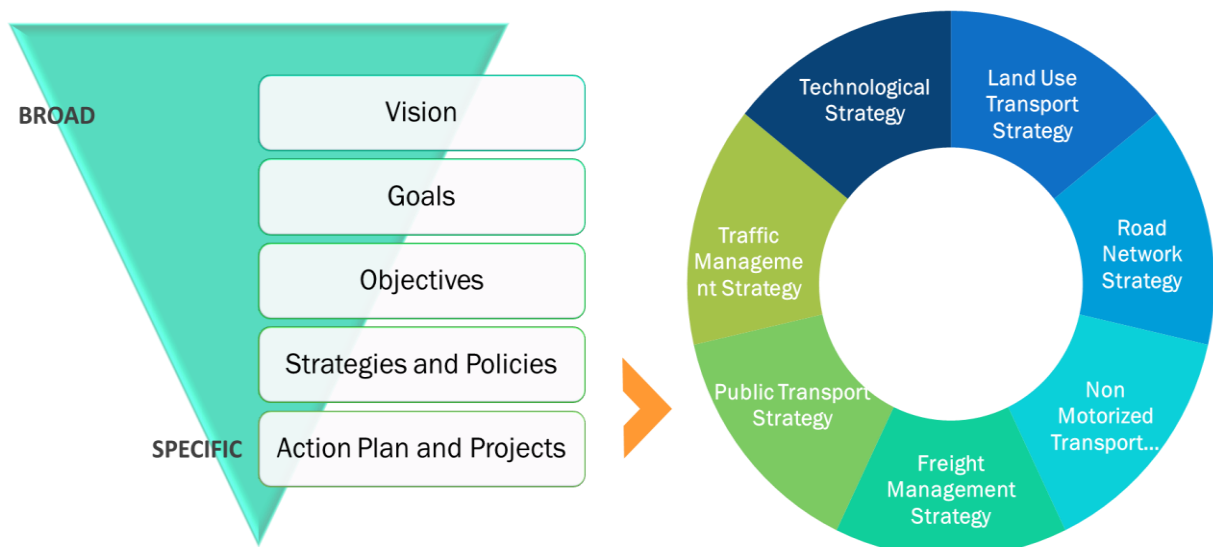 BROAD
Vision
Goals
Objectives
Strategies and Policies
SPECIFIC
Action Plan and Projects
Technological
Strategy
Land Use
Transport
Strategy
Road
Network
Strategy
Non
Motorized
Transport...
Freight
Management
Strategy
Public Transport
Strategy
Traffic
Manageme
nt Strategy